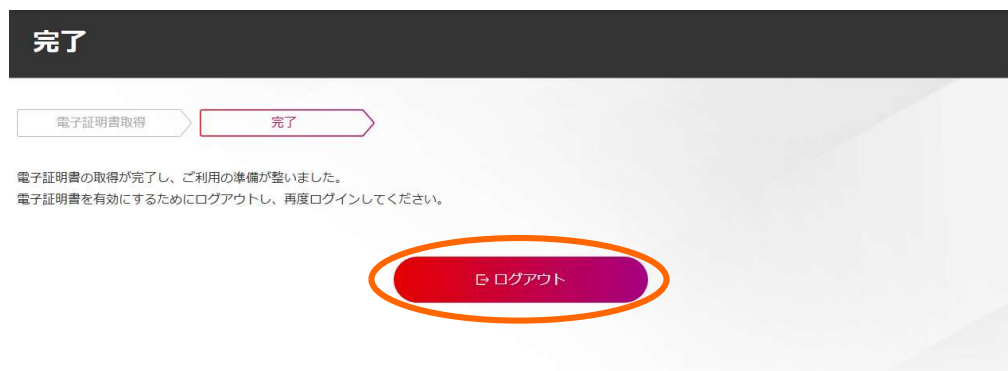 完了
電子証明書取得
完了
電子証明書の取得が完了し、ご利用の準備が整いました。
電子証明書を有効にするためにログアウトし、再度ログインしてください。
ログアウト